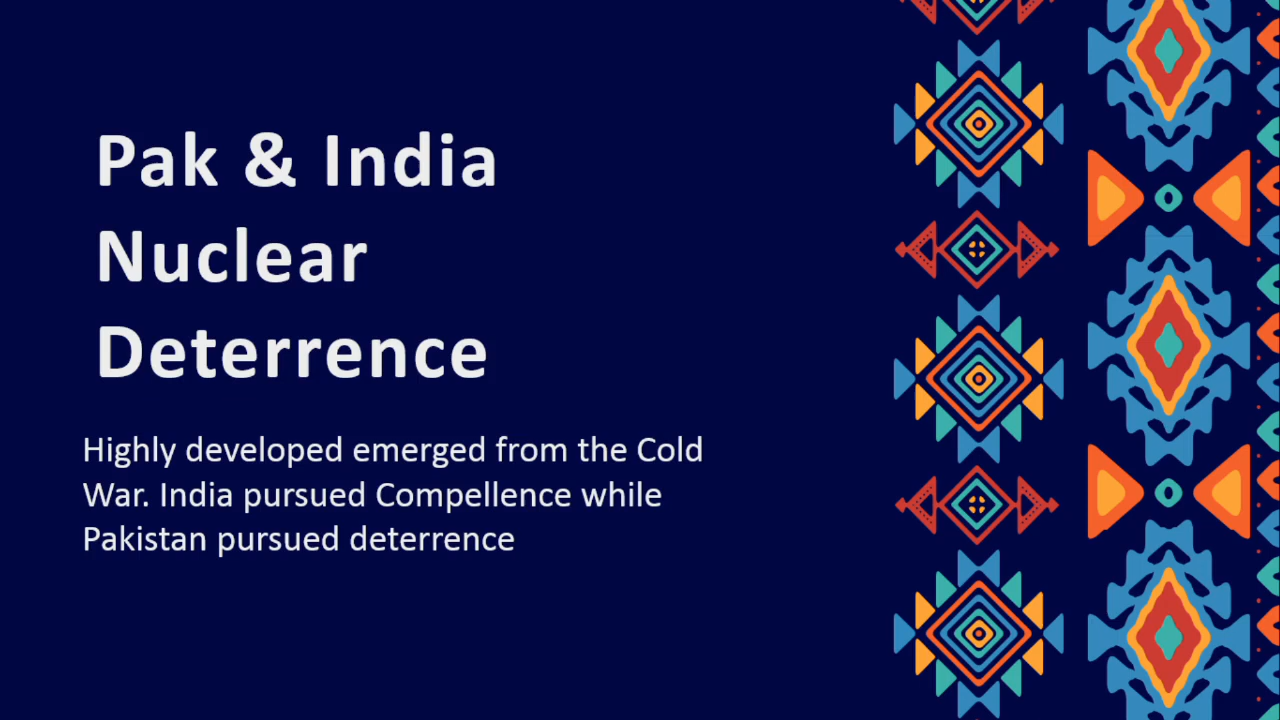 Pak & India
Nuclear
Deterrence
Highly developed emerged from the Cold
War. India pursued Compellence while
Pakistan pursued deterrence